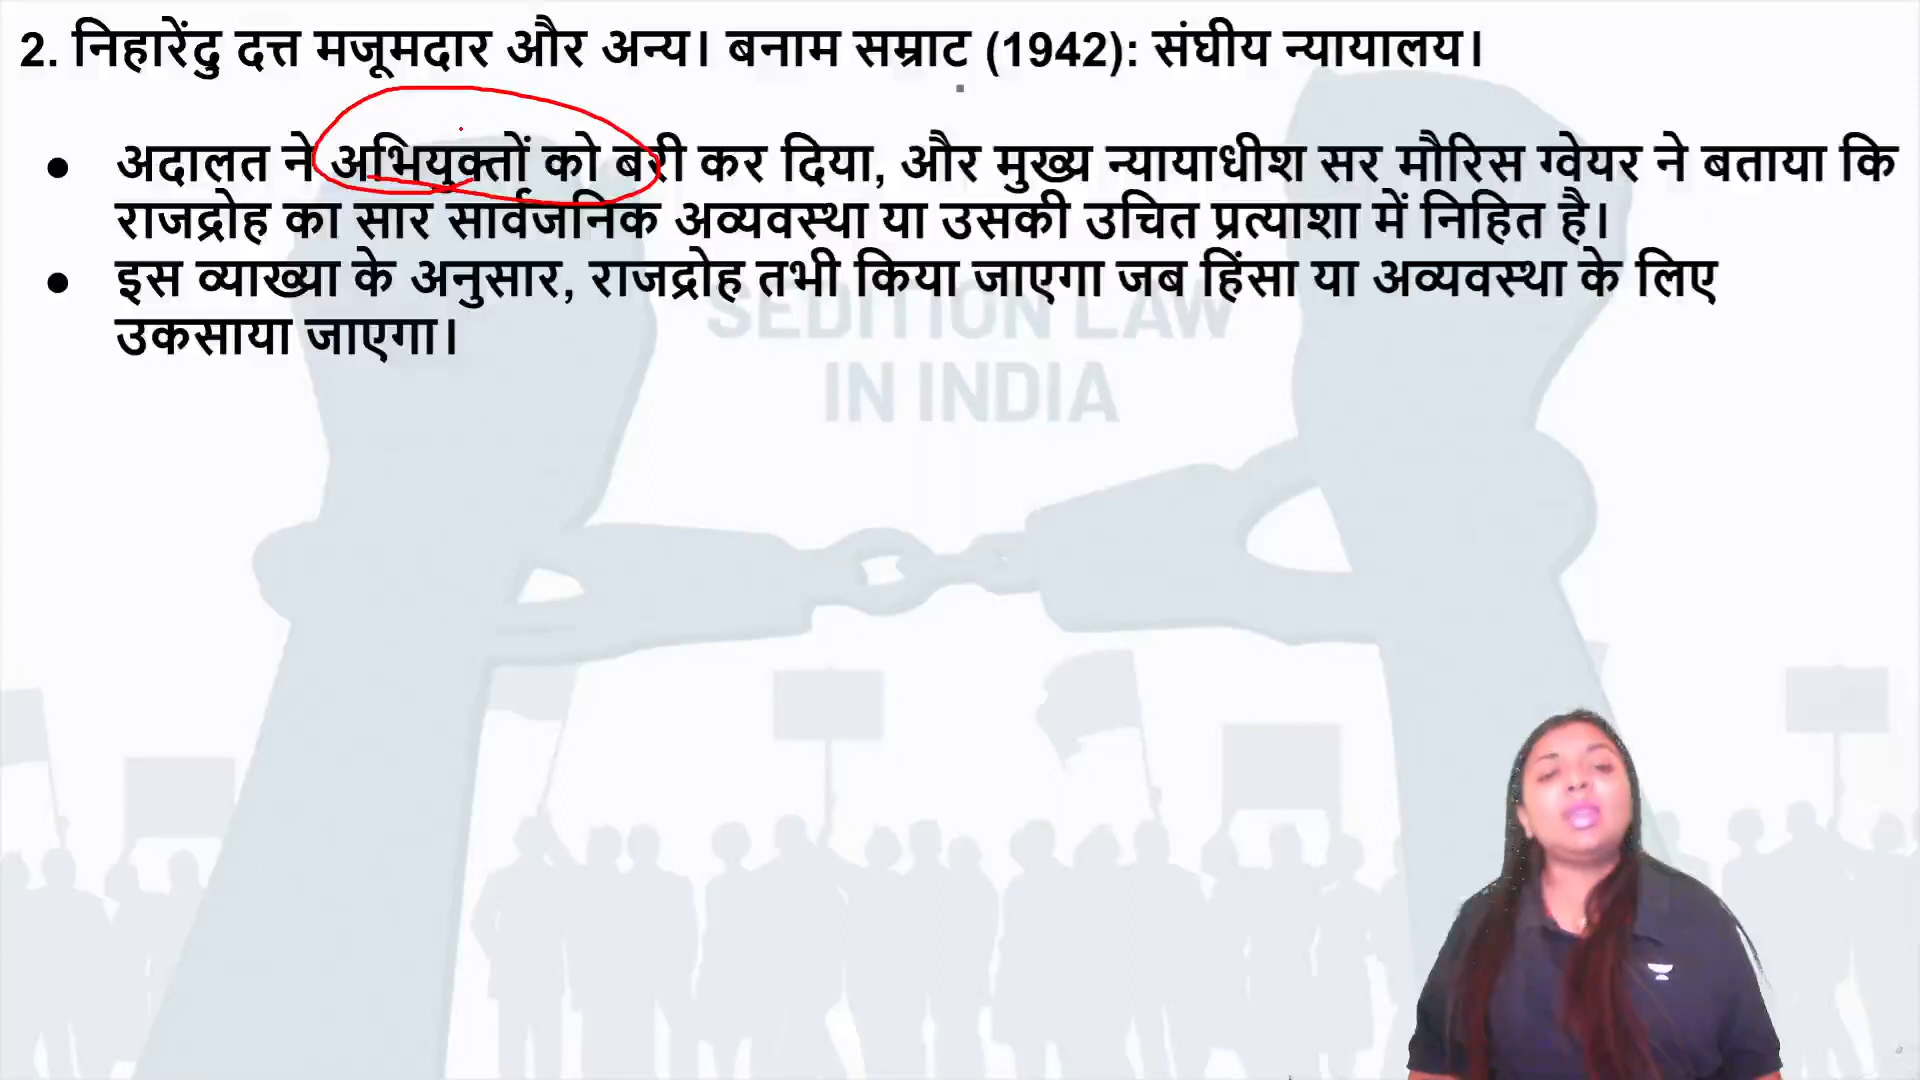 2. निहारेंदु दत्त मजूमदार और अन्य। बनाम सम्राट (1942): संघीय न्यायालय।
● अदालत ने अभियुक्तों को बरी कर दिया, और मुख्य न्यायाधीश सर मौरिस ग्वेयर ने बताया कि
राजद्रोह का सार सार्वजनिक अव्यवस्था या उसकी उचित प्रत्याशा में निहित है।
● इस व्याख्या के अनुसार, राजद्रोह तभी किया जाएगा जब हिंसा या अव्यवस्था के लिए
उकसाया जाएगा।
SEDITION LAW
IN INDIA